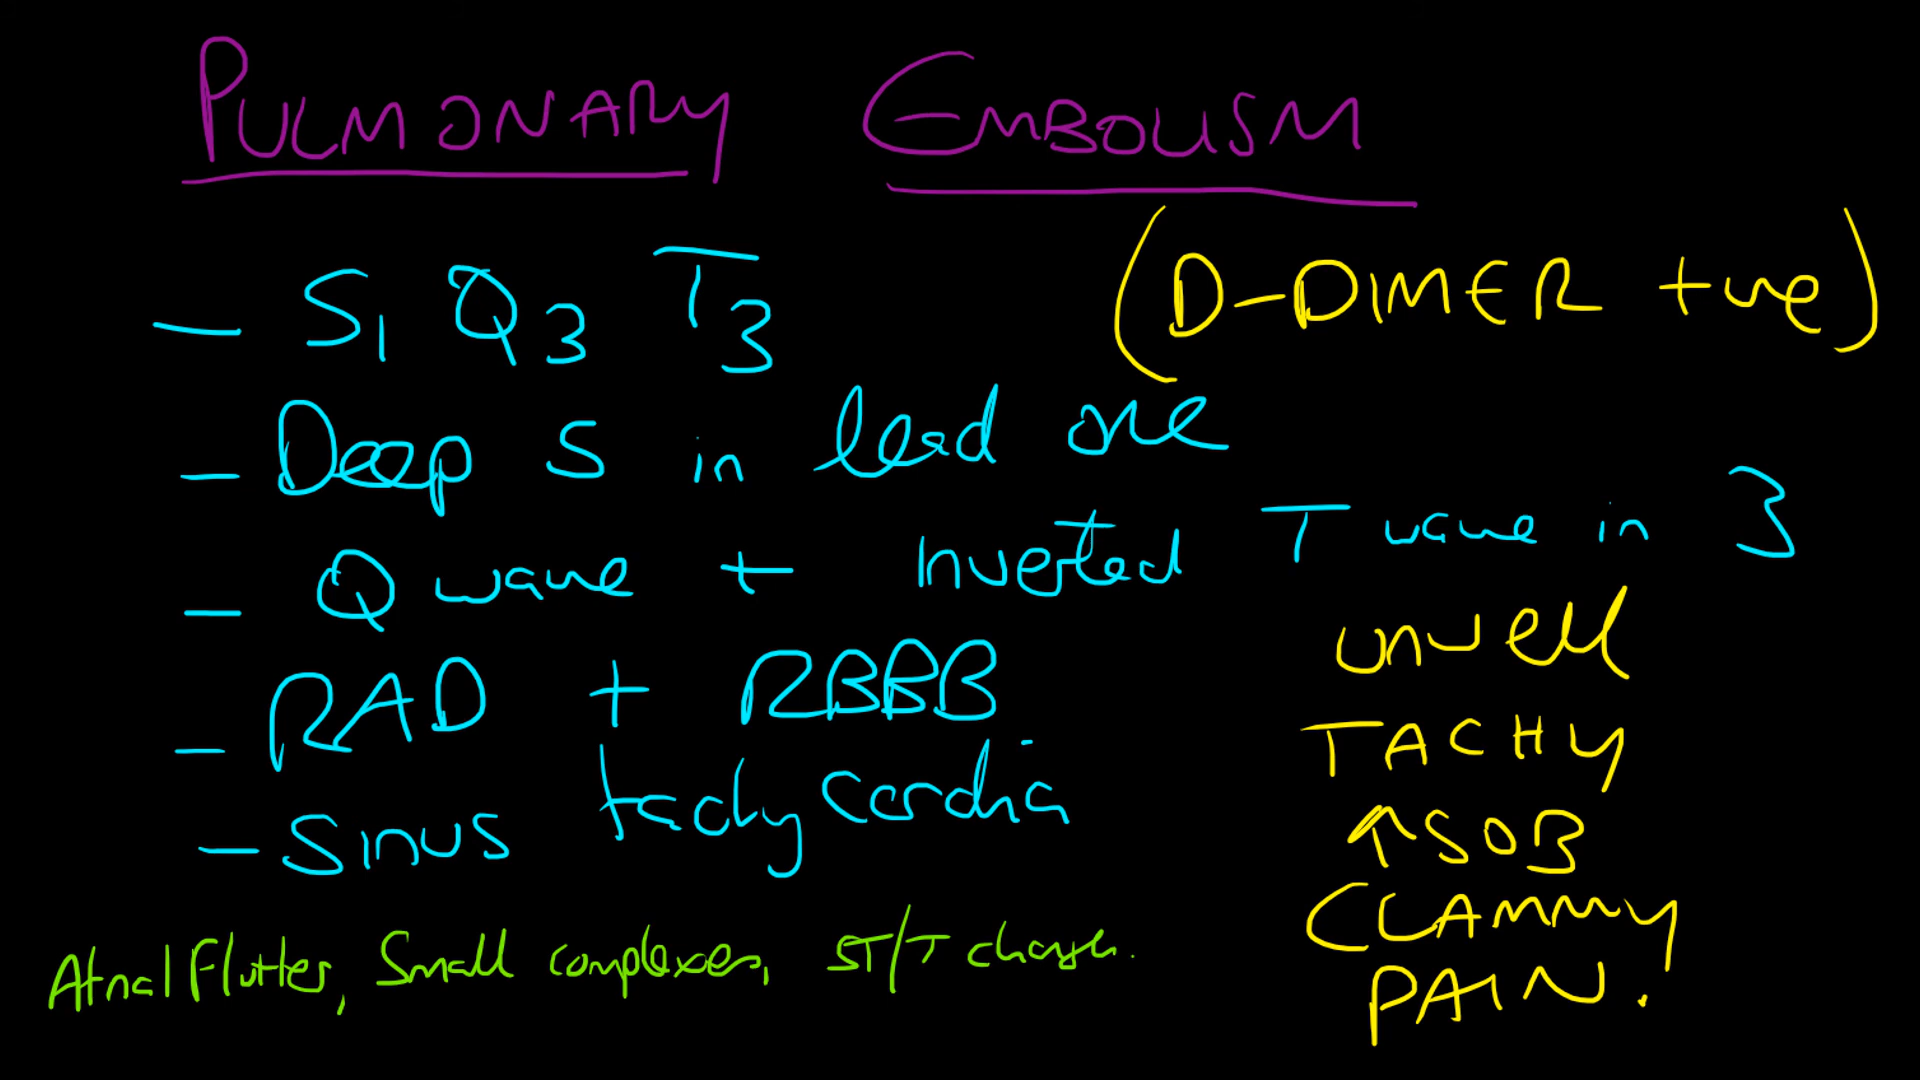 PULMONARY EMBOLISM
- S1 Q3 T3
(D-DIMER +ve)
- Deep S in lead one
- Q wave + inverted T wave in 3
- RAD + RBBB
- Sinus tachycardia
unwell
TACHY
↑SOB
CLAMMY
PAIN.
Atrial Flutter, Small complexes, ST/T changes.